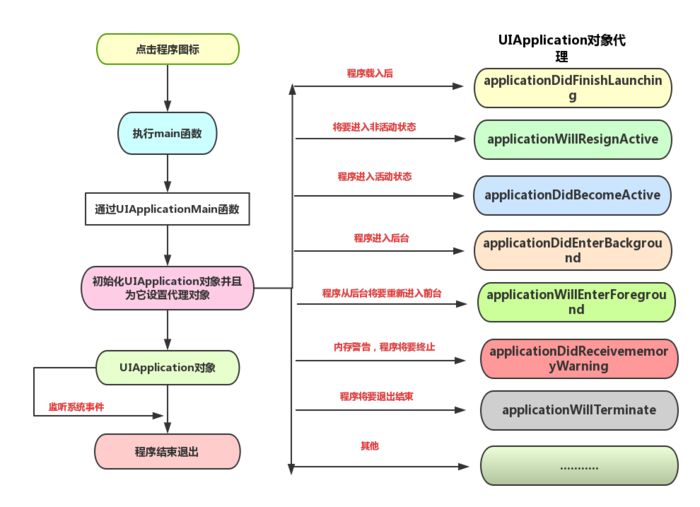 点击程序图标
执行main函数
通过UIApplicationMain函数
初始化UIApplication对象并且
为它设置代理对象
UIApplication对象
监听系统事件
程序结束退出
UIApplication对象代
理
程序载入后
applicationDidFinishLaunchin
g
将要进入非活动状态
applicationWillResignActive
程序进入活动状态
applicationDidBecomeActive
程序进入后台
applicationDidEnterBackgrou
nd
程序从后台将要重新进入前台
applicationWillEnterForegrou
nd
内存警告，程序将要终止
applicationDidReceivememor
yWarning
程序将要退出结束
applicationWillTerminate
其他
...........